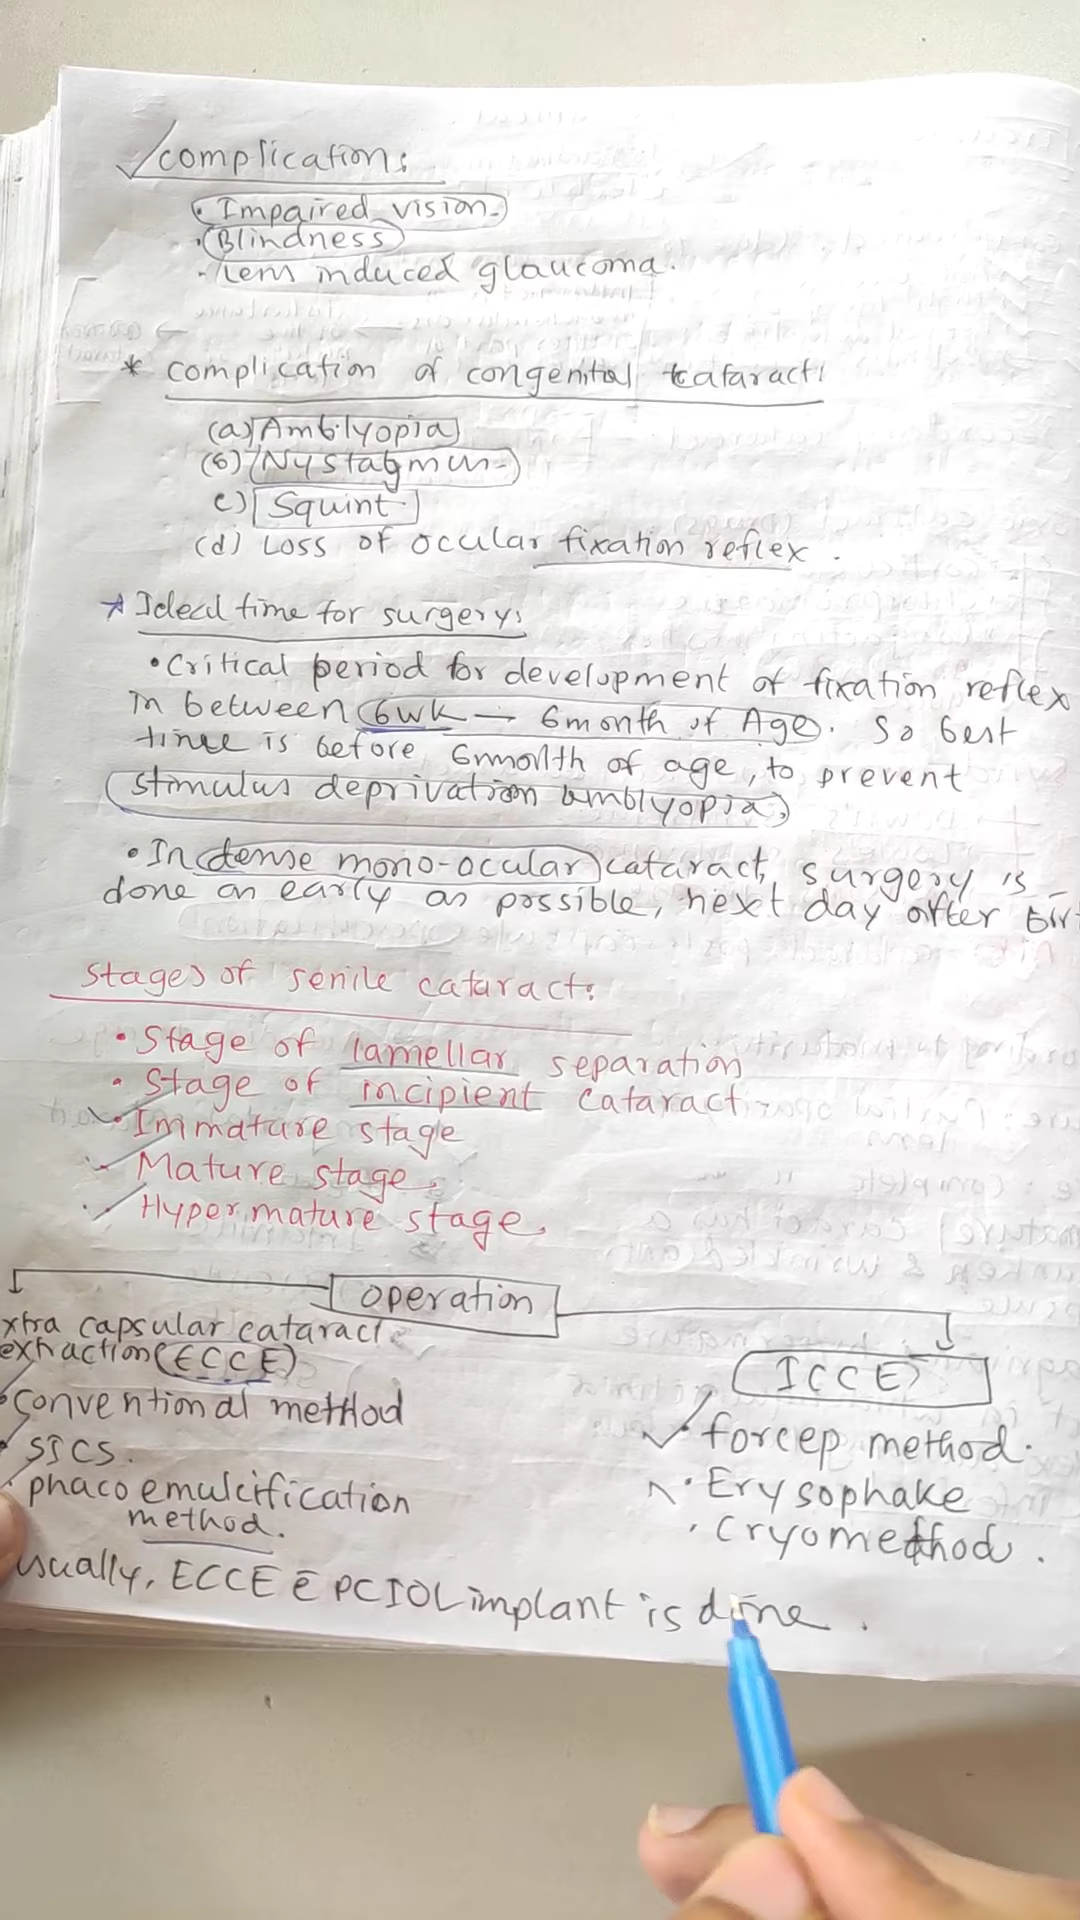 complication:
• Impaired vision.
• Blindness
- lens induced glaucoma.
* complication of congenital cataract:
(a) Amblyopia
(b) Nystagmus
c) Squint
(d) Loss of ocular fixation reflex.
* Ideal time for surgery:
• Critical period for development of fixation reflex
in between 6wk → 6month of Age. So best
time is before 6month of age, to prevent
stimulus deprivation amblyopia.
• In dense mono-ocular cataract, surgery is
done as early as possible, next day after
Stages of senile cataract:
• Stage of lamellar separation
• Stage of incipient cataract
• Immature stage
• Mature stage.
• Hypermature stage.
operation
xtra capsular cataract
extraction (ECCE)
• conventional method
• SICS.
• phacoemulcification
method.
ICCE
• forcep method.
• Erysophake
• cryomethod.
usually, ECCE c̄ PCIOL implant is done.